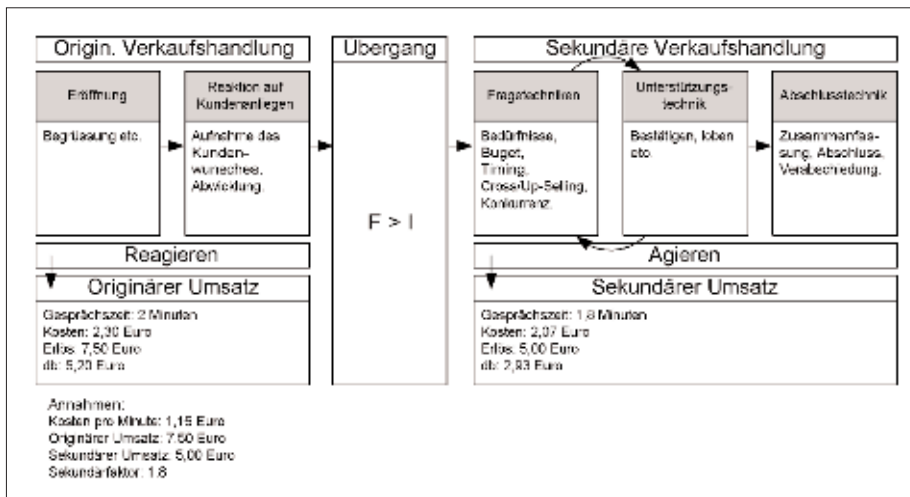 Origin. Verkaufshandlung
Übergang
Sekundäre Verkaufshandlung
Eröffnung
Begrüssung etc.
Reaktion auf
Kundenanliegen
Aufnahme des
Kunden-
wunsches,
Abwicklung.
F > I
Fragetechniken
Bedürfnisse,
Buget,
Timing,
Cross/Up-Selling,
Konkurrenz.
Unterstützungs-
technik
Bestätigen, loben
etc.
Abschlusstechnik
Zusammenfas-
sung, Abschluss,
Verabschiedung.
Reagieren
Agieren
Originärer Umsatz
Gesprächszeit: 2 Minuten
Kosten: 2,30 Euro
Erlös: 7,50 Euro
db: 5,20 Euro
Sekundärer Umsatz
Gesprächszeit: 1,8 Minuten
Kosten: 2,07 Euro
Erlös: 5,00 Euro
db: 2,93 Euro
Annahmen:
Kosten pro Minute: 1,15 Euro
Originärer Umsatz: 7,50 Euro
Sekundärer Umsatz: 5,00 Euro
Sekundärfaktor: 1,8